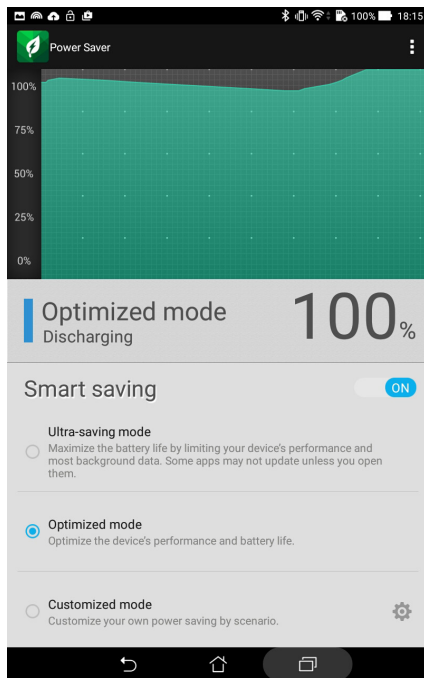 100% 18:15
Power Saver
100%
75%
50%
25%
0%
Optimized mode
Discharging
100%
Smart saving
ON
Ultra-saving mode
Maximize the battery life by limiting your device's performance and
most background data. Some apps may not update unless you open
them.
Optimized mode
Optimize the device's performance and battery life.
Customized mode
Customize your own power saving by scenario.